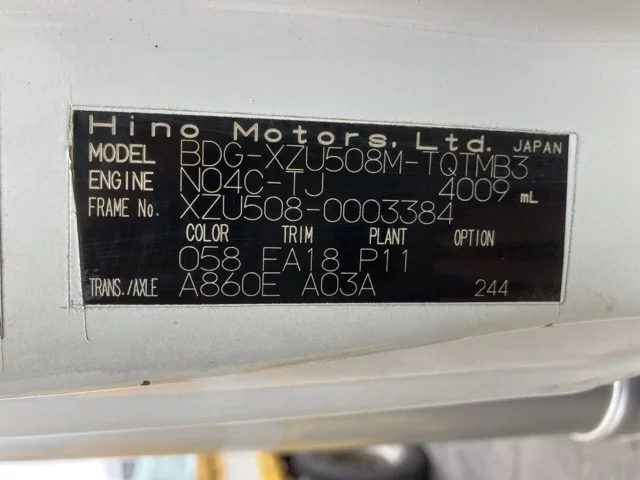 Hino Motors, Ltd. JAPAN
MODEL BDG-XZU508M-TQTMB3
ENGINE N04C-TJ 4009 mL
FRAME No. XZU508-0003384
COLOR TRIM PLANT OPTION
058 FA18 P11
TRANS./AXLE A860E A03A 244